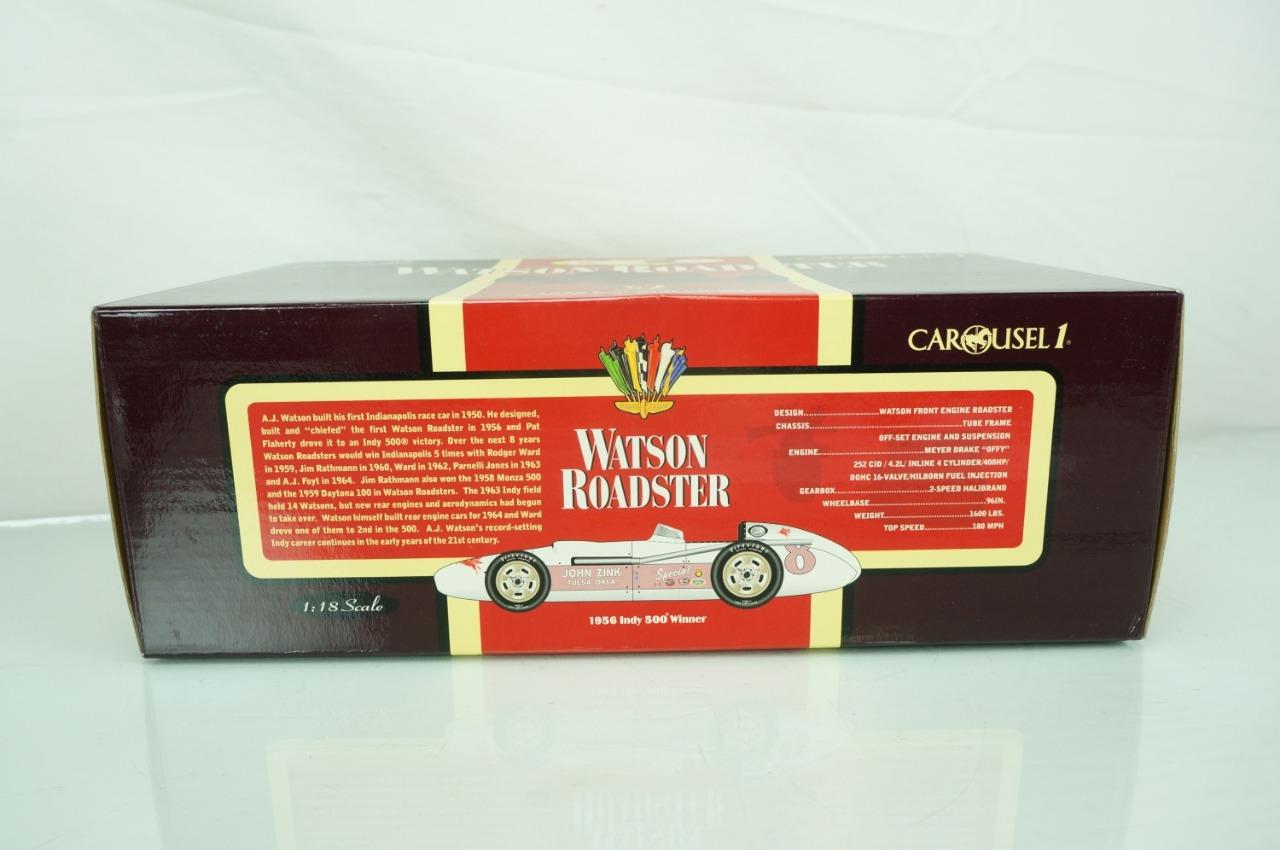 WATSON ROADSTER
CAROUSEL 1®
A.J. Watson built his first Indianapolis race car in 1950. He designed,
built and "chiefed" the first Watson Roadster in 1956 and Pat
Flaherty drove it to an Indy 500® victory. Over the next 8 years
Watson Roadsters would win Indianapolis 5 times with Rodger Ward
in 1959, Jim Rathmann in 1960, Ward in 1962, Parnelli Jones in 1963
and A.J. Foyt in 1964. Jim Rathmann also won the 1958 Monza 500
and the 1959 Daytona 100 in Watson Roadsters. The 1963 Indy field
held 14 Watsons, but new rear engines and aerodynamics had begun
to take over. Watson himself built rear engine cars for 1964 and Ward
drove one of them to 2nd in the 500. A.J. Watson's record-setting
Indy career continues in the early years of the 21st century.
WATSON
ROADSTER
DESIGN..........................WATSON FRONT ENGINE ROADSTER
CHASSIS....................................................TUBE FRAME
OFF-SET ENGINE AND SUSPENSION
ENGINE....................................MEYER DRAKE "OFFY"
252 CID / 4.2L/ INLINE 4 CYLINDER/400HP/
DOHC 16-VALVE/HILBORN FUEL INJECTION
GEARBOX................................2-SPEED HALIBRAND
WHEELBASE.......................................96IN.
WEIGHT.............................1600 LBS.
TOP SPEED................180 MPH
JOHN ZINK
TULSA, OKLA.
Special
8
FIRESTONE
FIRESTONE
1:18 Scale
1956 Indy 500® Winner